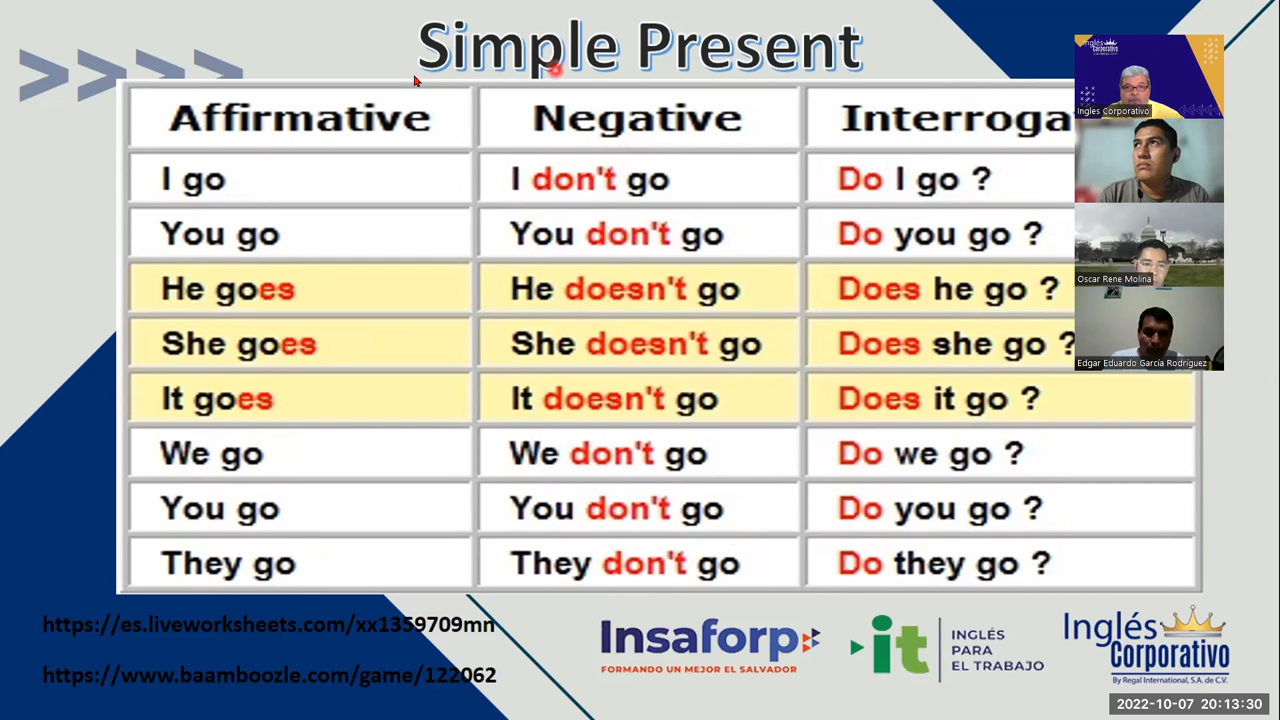 Simple Present
Affirmative Negative Interroga
I go I don't go Do I go ?
You go You don't go Do you go ?
He goes He doesn't go Does he go ?
She goes She doesn't go Does she go ?
It goes It doesn't go Does it go ?
We go We don't go Do we go ?
You go You don't go Do you go ?
They go They don't go Do they go ?
Inglés
Corporativo
Ingles Corporativo
Oscar Rene Molina
Edgar Eduardo García Rodríguez
https://es.liveworksheets.com/xx1359709mn
https://www.baamboozle.com/game/122062
Insaforp
FORMANDO UN MEJOR EL SALVADOR
it
INGLÉS
PARA
EL TRABAJO
Inglés
Corporativo
By Regal International, S.A. de C.V.
2022-10-07 20:13:30